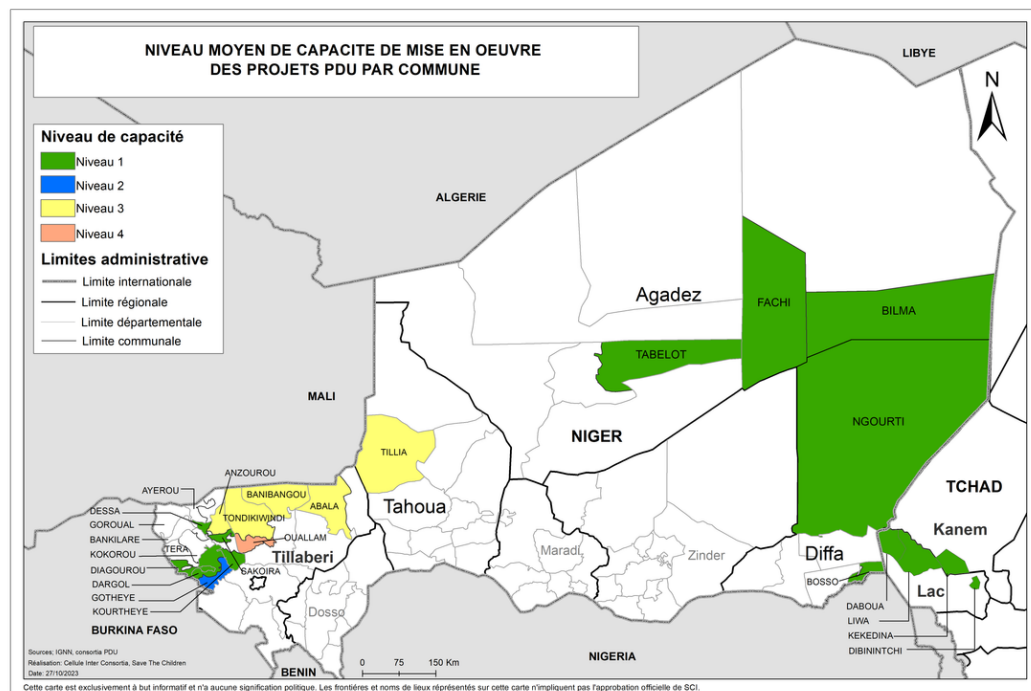 NIVEAU MOYEN DE CAPACITE DE MISE EN OEUVRE
DES PROJETS PDU PAR COMMUNE
LIBYE
N
Niveau de capacité
Niveau 1
Niveau 2
Niveau 3
Niveau 4
Limites administrative
Limite internationale
Limite régionale
Limite départementale
Limite communale
ALGERIE
Agadez
FACHI
BILMA
TABELOT
MALI
NGOURTI
NIGER
TILLIA
ANZOUROU
AYEROU
BANIBANGOU
ABALA
TCHAD
DESSA
Tahoua
GOROUAL
TONDIKIWINDI
Kanem
BANKILARE
OUALLAM
KOKOROU
TERA
Tillaberi
Maradi
Zinder
Diffa
DIAGOUROU
SAKOIRA
BOSSO
DARGOL
Lac
GOTHEYE
DABOUA
KOURTHEYE
Dosso
LIWA
BURKINA FASO
KEKEDINA
DIBININTCHI
Sources; IGNN, consortia PDU
Réalisation: Cellule Inter Consortia, Save The Children
Date: 27/10/2023
BENIN
0 75 150 Km
NIGERIA
Cette carte est exclusivement à but informatif et n'a aucune signification politique. Les frontières et noms de lieux représentés sur cette carte n'impliquent pas l'approbation officielle de SCI.